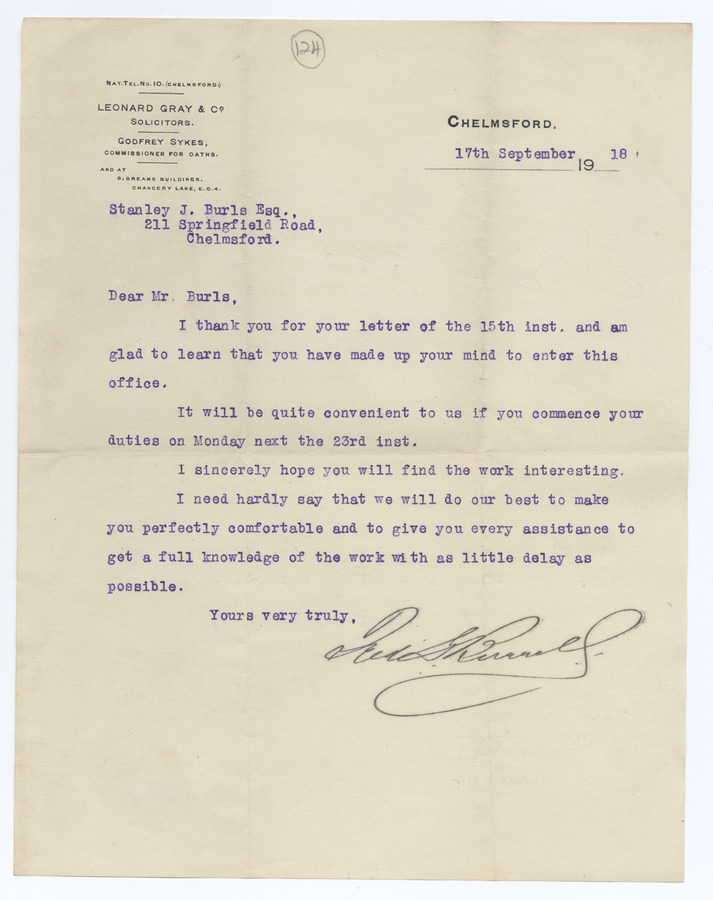 124
NAT. TEL. No. 10. (CHELMSFORD.)
LEONARD GRAY & Co
SOLICITORS.
GODFREY SYKES,
COMMISSIONER FOR OATHS.
AND AT
8, BREAMS BUILDINGS,
CHANCERY LANE, E.C.4.
CHELMSFORD,
17th September 1918
Stanley J. Burls Esq.,
211 Springfield Road,
Chelmsford.
Dear Mr. Burls,
I thank you for your letter of the 15th inst. and am
glad to learn that you have made up your mind to enter this
office.
It will be quite convenient to us if you commence your
duties on Monday next the 23rd inst.
I sincerely hope you will find the work interesting.
I need hardly say that we will do our best to make
you perfectly comfortable and to give you every assistance to
get a full knowledge of the work with as little delay as
possible.
Yours very truly,